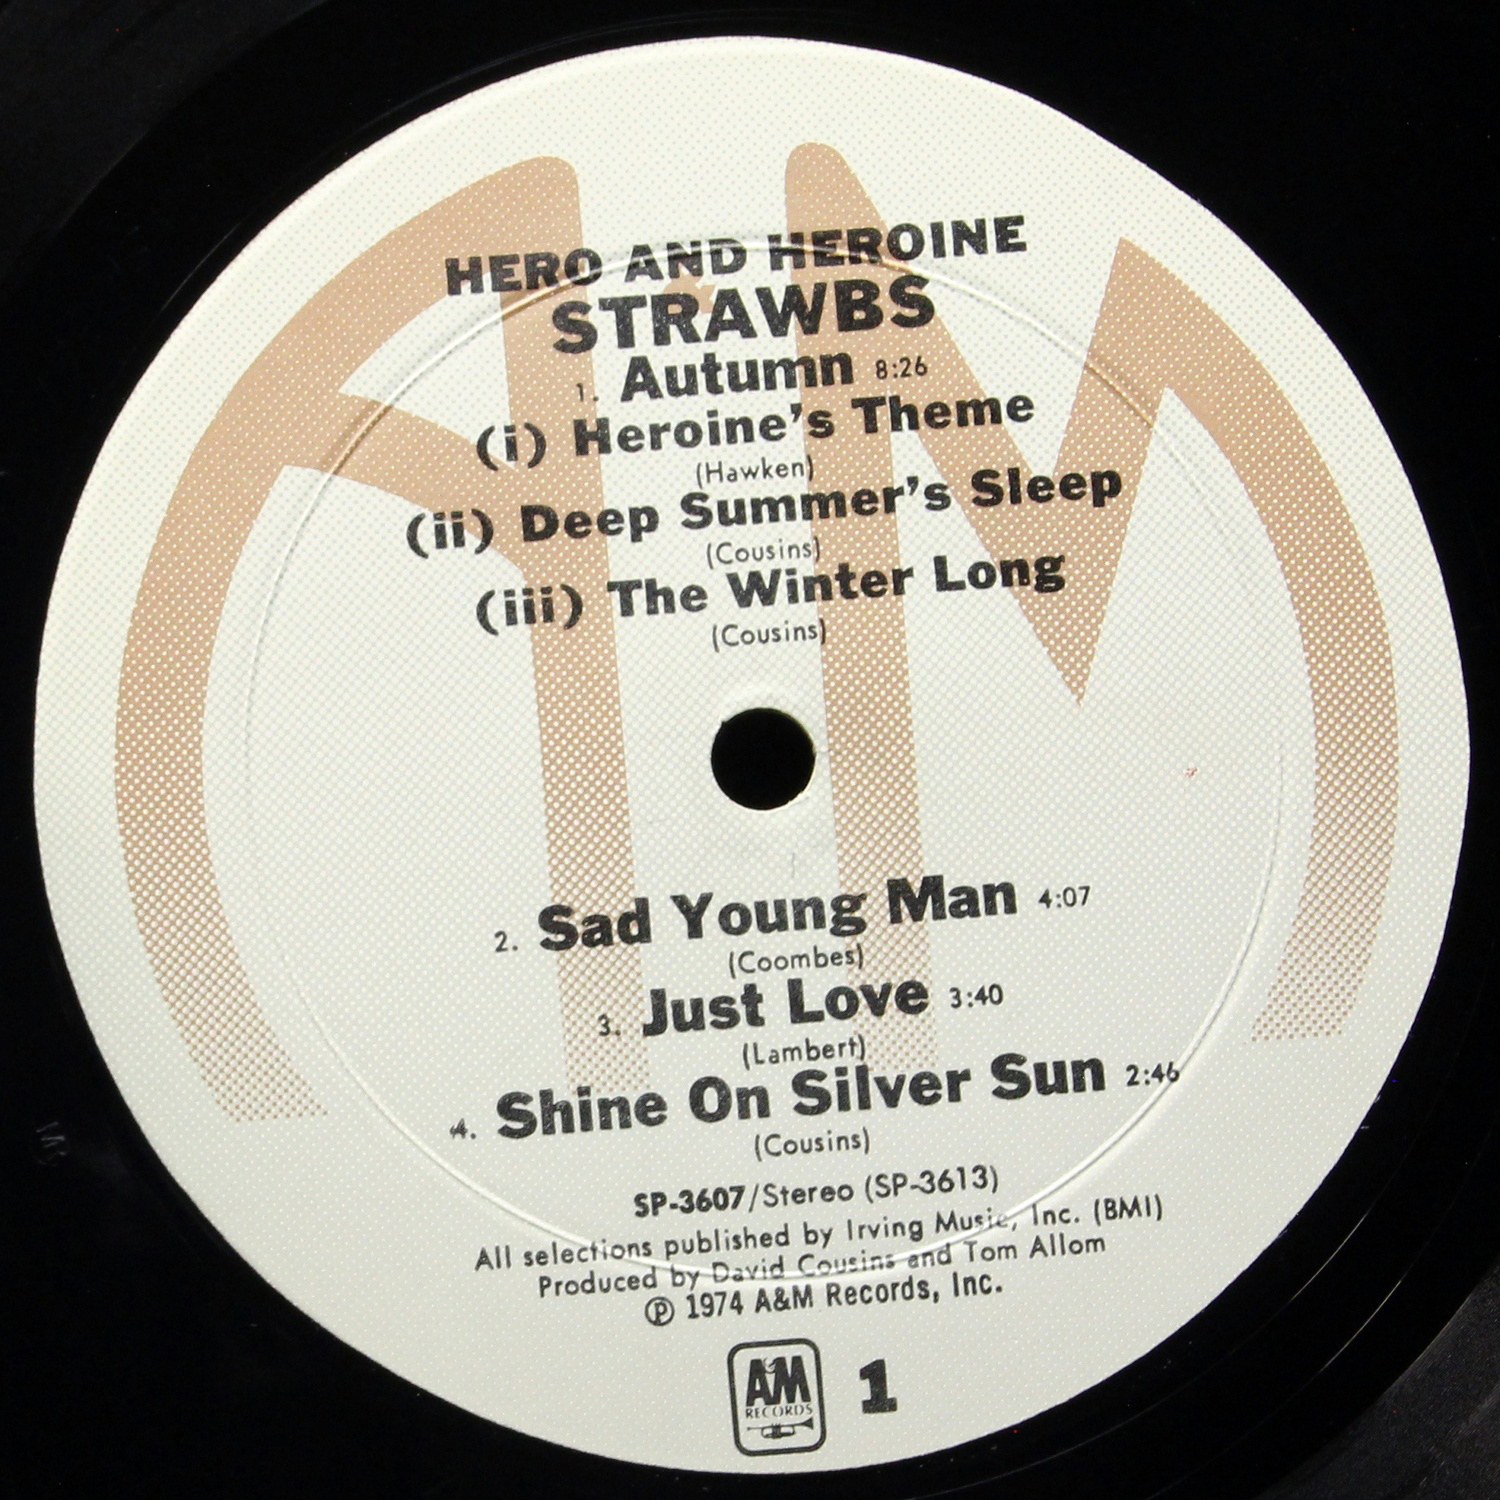 HERO AND HEROINE
STRAWBS
1. Autumn 8:26
(i) Heroine's Theme
(Hawken)
(ii) Deep Summer's Sleep
(Cousins)
(iii) The Winter Long
(Cousins)
2. Sad Young Man 4:07
(Coombes)
3. Just Love 3:40
(Lambert)
4. Shine On Silver Sun 2:46
(Cousins)
SP-3607/Stereo (SP-3613)
All selections published by Irving Music, Inc. (BMI)
Produced by David Cousins and Tom Allom
℗ 1974 A&M Records, Inc.
A&M 1
RECORDS